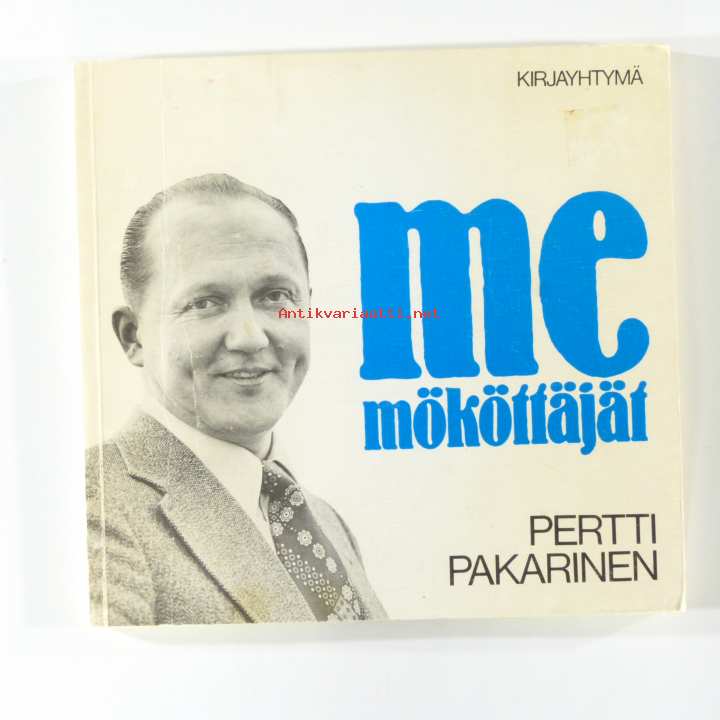 KIRJAYHTYMÄ
me
Antikvariaatti.net
mököttäjät
PERTTI
PAKARINEN